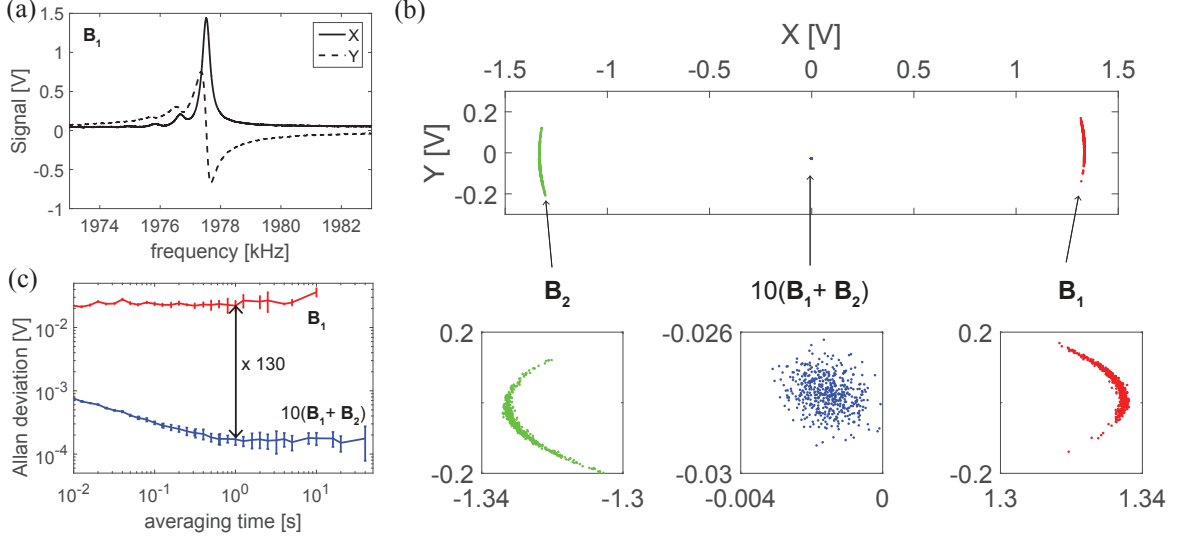 (a)
B1
X
Y
1.5
1
0.5
0
-0.5
-1
Signal [V]
1974 1976 1978 1980 1982
frequency [kHz]
(b)
X [V]
-1.5 -1 -0.5 0 0.5 1 1.5
Y [V]
0.2
0
-0.2
B2 10(B1+ B2) B1
0.2
-0.2
-1.34 -1.3
-0.026
-0.03
-0.004 0
0.2
-0.2
1.3 1.34
(c)
Allan deviation [V]
10-2
10-3
10-4
B1
x 130
10(B1+ B2)
10-2 10-1 100 101
averaging time [s]